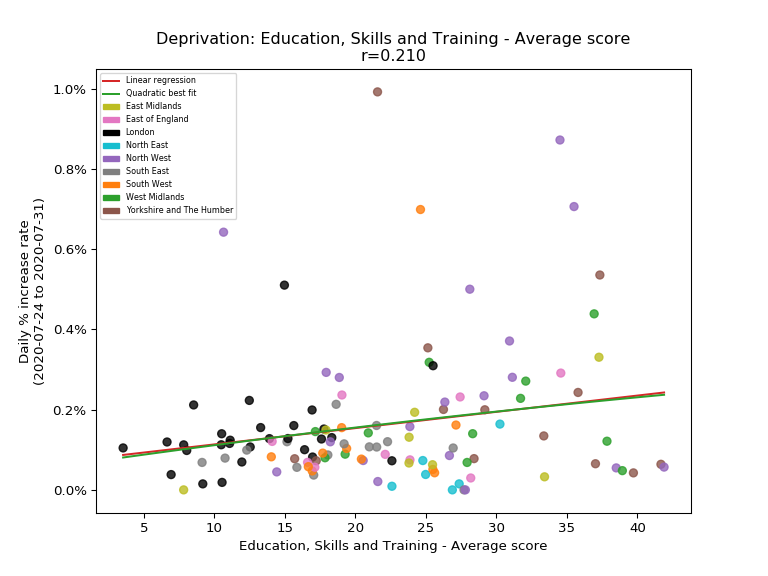 Deprivation: Education, Skills and Training - Average score
r=0.210
Linear regression
Quadratic best fit
East Midlands
East of England
London
North East
North West
South East
South West
West Midlands
Yorkshire and The Humber
1.0%
0.8%
0.6%
0.4%
0.2%
0.0%
Daily % increase rate
(2020-07-24 to 2020-07-31)
5 10 15 20 25 30 35 40
Education, Skills and Training - Average score